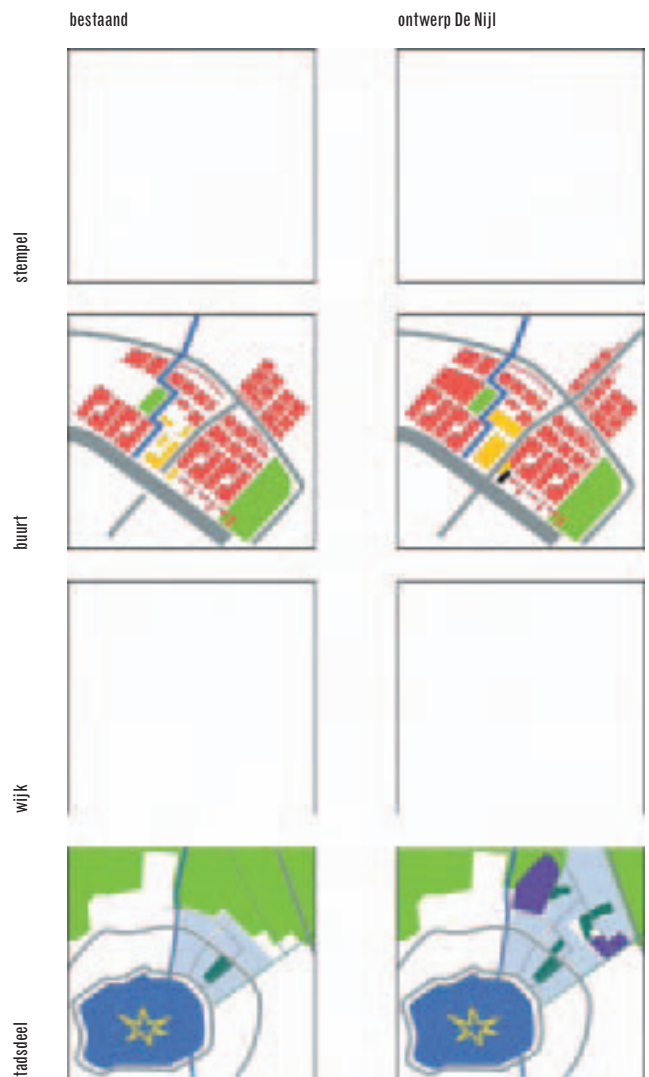 bestaand
ontwerp De Nijl
stempel
buurt
wijk
tadsdeel